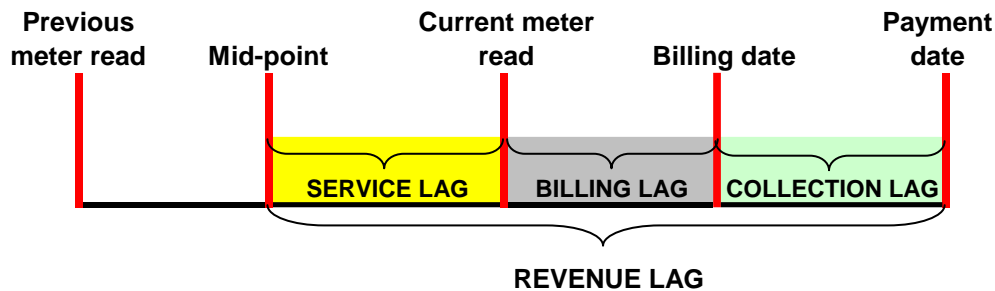 Previous
meter read
Mid-point
Current meter
read
Billing date
Payment
date
SERVICE LAG
BILLING LAG
COLLECTION LAG
REVENUE LAG